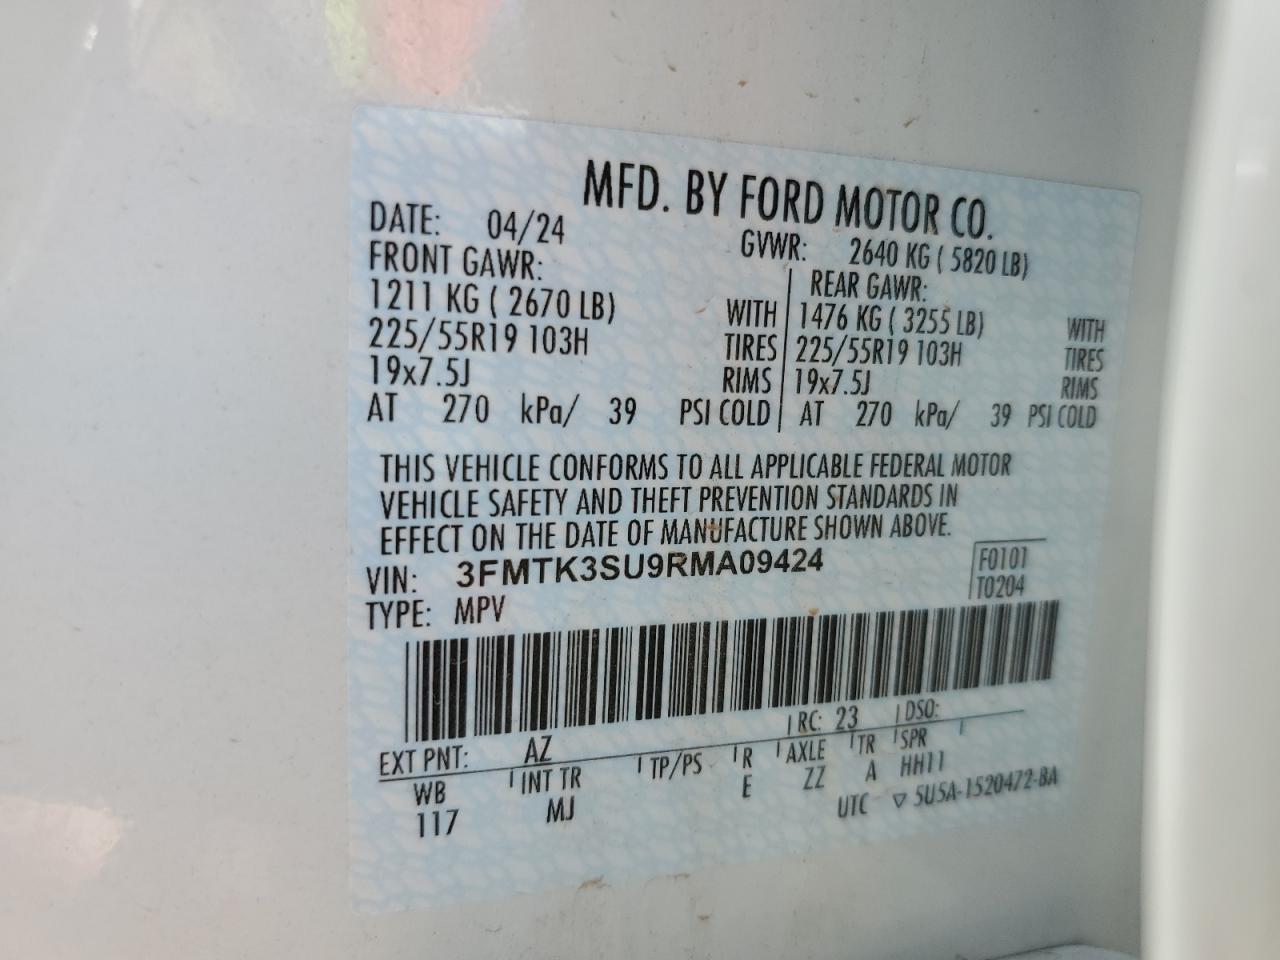 MFD. BY FORD MOTOR CO.
DATE: 04/24 GVWR: 2640 KG ( 5820 LB)
FRONT GAWR: REAR GAWR:
1211 KG ( 2670 LB) WITH 1476 KG ( 3255 LB) WITH
225/55R19 103H TIRES 225/55R19 103H TIRES
19x7.5J RIMS 19x7.5J RIMS
AT 270 kPa/ 39 PSI COLD AT 270 kPa/ 39 PSI COLD
THIS VEHICLE CONFORMS TO ALL APPLICABLE FEDERAL MOTOR
VEHICLE SAFETY AND THEFT PREVENTION STANDARDS IN
EFFECT ON THE DATE OF MANUFACTURE SHOWN ABOVE.
VIN: 3FMTK3SU9RMA09424 F0101
TYPE: MPV T0204
EXT PNT: AZ RC: 23 DSO:
WB INT TR TP/PS R AXLE TR SPR
117 MJ E ZZ A HH11
UTC ▽ 5U5A-1520472-BA